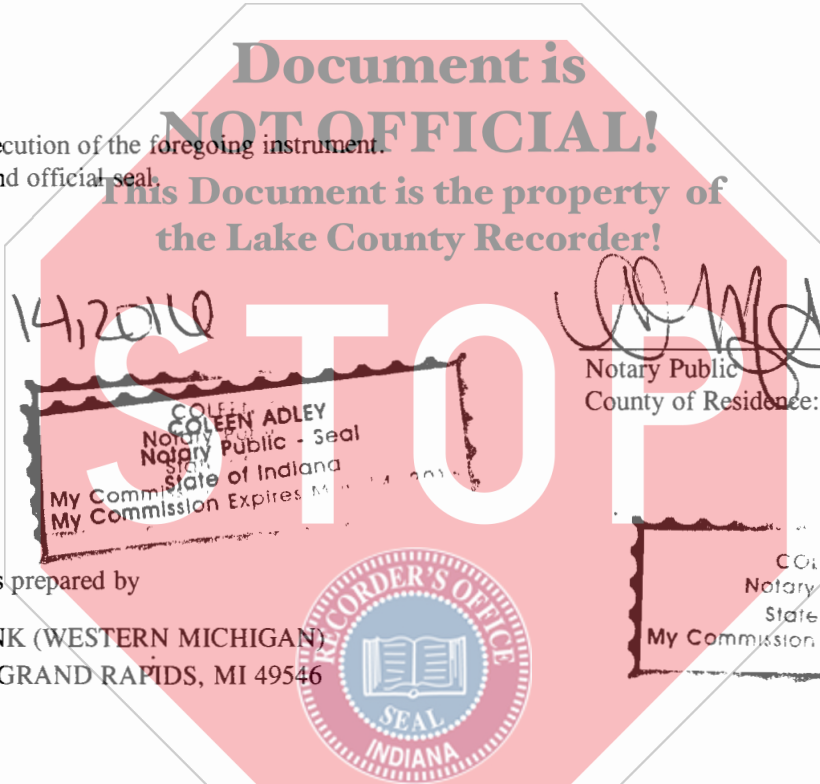 Document is
NOT OFFICIAL!
ecution of the foregoing instrument.
nd official seal.
This Document is the property of
the Lake County Recorder!
14, 2016
STOP
Notary Public
County of Residence:
COLEEN ADLEY
Notary Public - Seal
State of Indiana
My Commission Expires
s prepared by
NK (WESTERN MICHIGAN)
GRAND RAPIDS, MI 49546
COL
Notary
State
My Commission
RECORDER'S OFFICE
SEAL
INDIANA